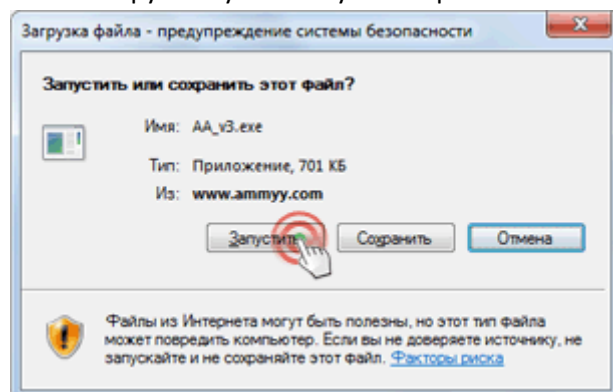 Загрузка файла - предупреждение системы безопасности
Запустить или сохранить этот файл?
Имя: AA_v3.exe
Тип: Приложение, 701 КБ
Из: www.ammyy.com
Запустить Сохранить Отмена
Файлы из Интернета могут быть полезны, но этот тип файла
может повредить компьютер. Если вы не доверяете источнику, не
запускайте и не сохраняйте этот файл. Факторы риска